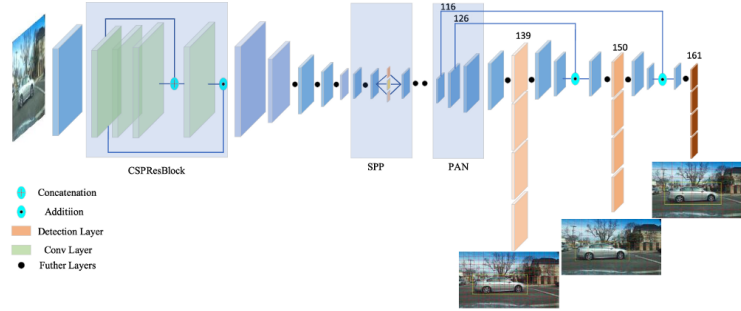 116
126
139
150
161
CSPResBlock
SPP
PAN
Concatenation
Additiion
Detection Layer
Conv Layer
Futher Layers